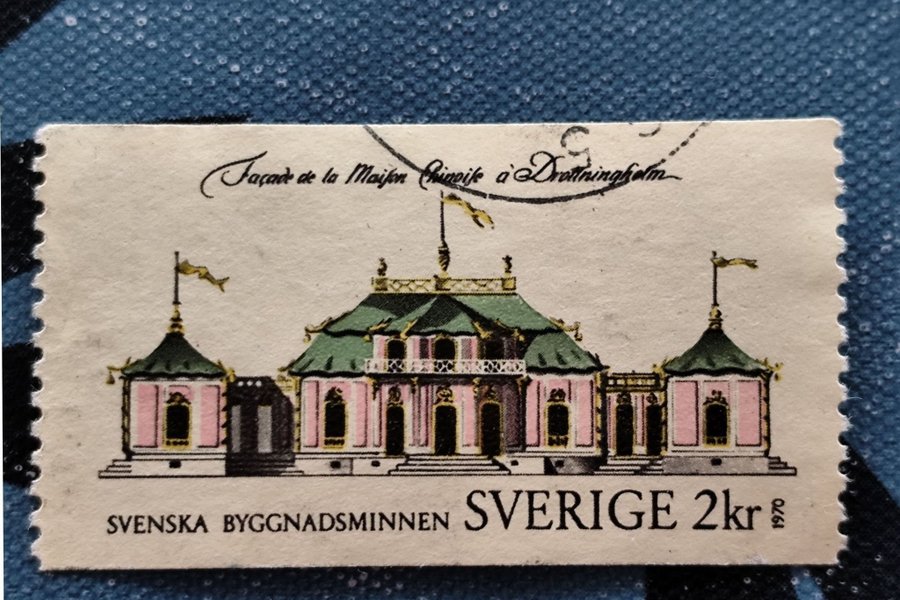 Façade de la Maiſon Chinoiſe à Drottningholm
SVENSKA BYGGNADSMINNEN SVERIGE 2kr 1970